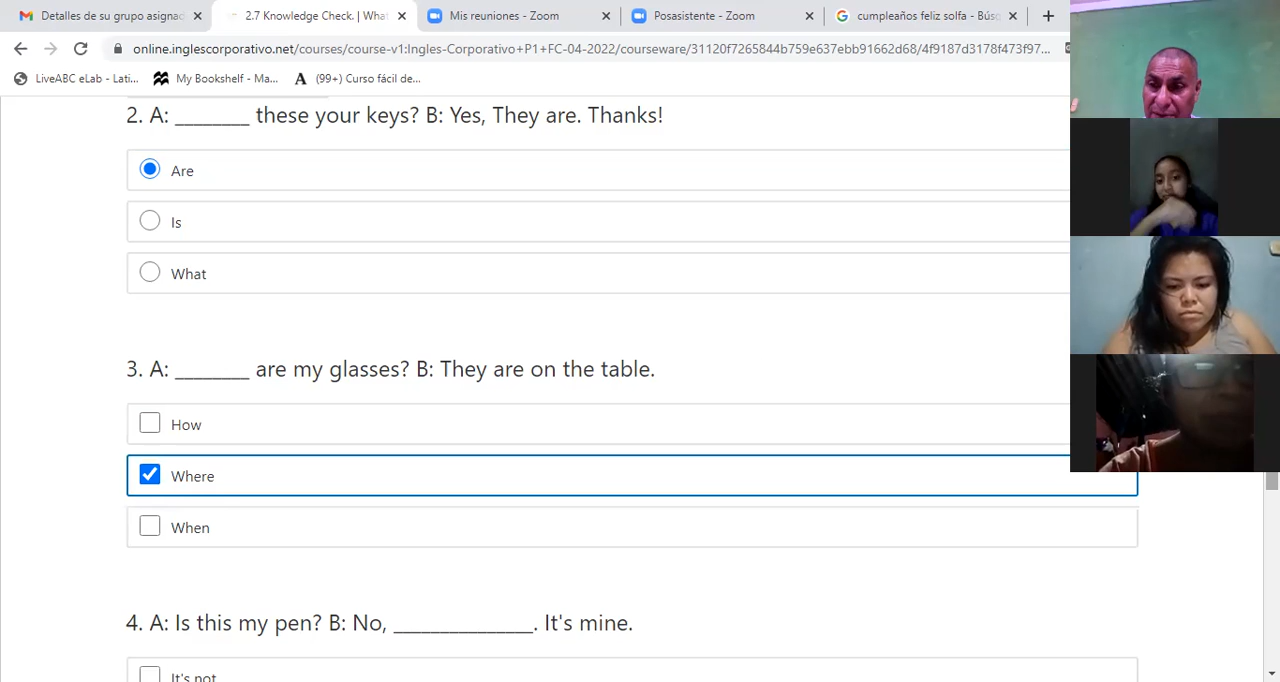 Detalles de su grupo asignad
2.7 Knowledge Check. | What
Mis reuniones - Zoom
Posasistente - Zoom
cumpleaños feliz solfa - Búsq
online.inglescorporativo.net/courses/course-v1:Ingles-Corporativo+P1+FC-04-2022/courseware/31120f7265844b759e637ebb91662d68/4f9187d3178f473f97...
LiveABC eLab - Lati...
My Bookshelf - Ma...
(99+) Curso fácil de...
2. A: ________ these your keys? B: Yes, They are. Thanks!
Are
Is
What
3. A: ________ are my glasses? B: They are on the table.
How
Where
When
4. A: Is this my pen? B: No, _______________. It's mine.
It's not